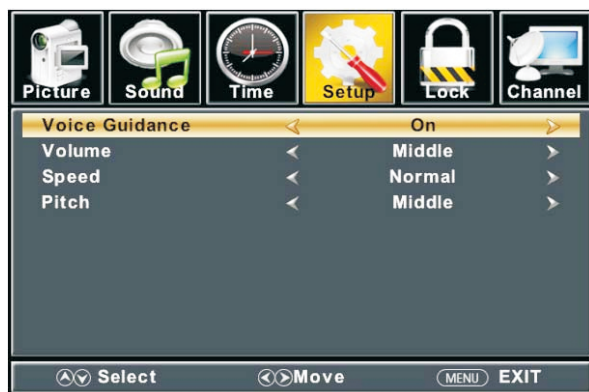 Picture Sound Time Setup Lock Channel
Voice Guidance On
Volume Middle
Speed Normal
Pitch Middle
Select Move MENU EXIT